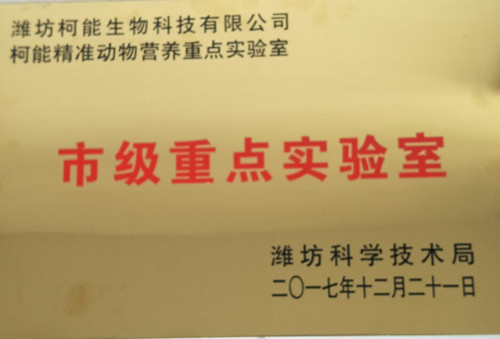 潍坊柯能生物科技有限公司
柯能精准动物营养重点实验室
市级重点实验室
潍坊科学技术局
二〇一七年十二月二十一日